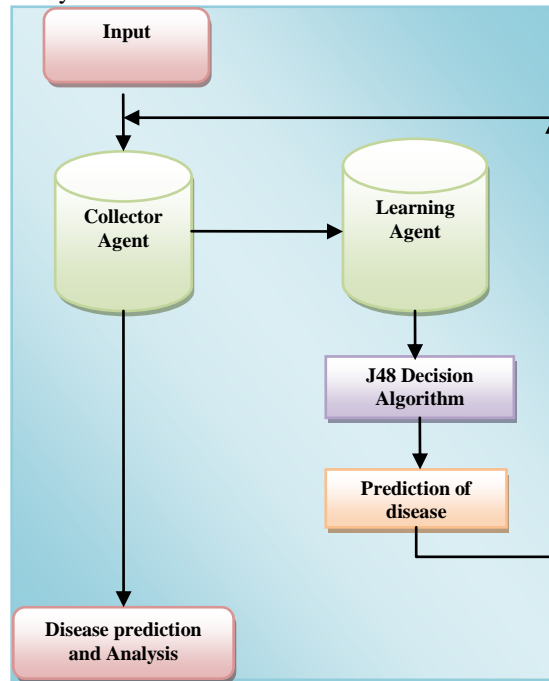 Input
Collector
Agent
Learning
Agent
J48 Decision
Algorithm
Prediction of
disease
Disease prediction
and Analysis